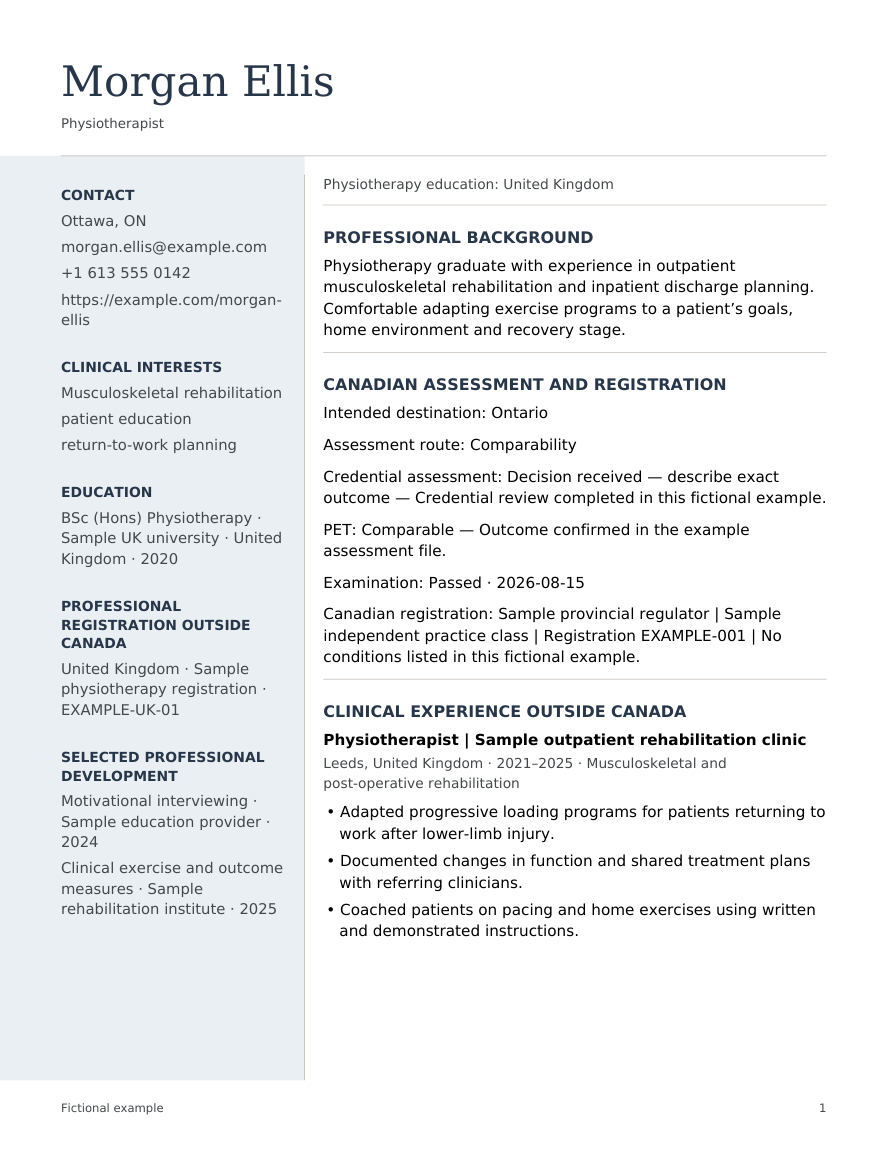 Morgan Ellis
Physiotherapist
CONTACT
Ottawa, ON
morgan.ellis@example.com
+1 613 555 0142
https://example.com/morgan-
ellis
CLINICAL INTERESTS
Musculoskeletal rehabilitation
patient education
return-to-work planning
EDUCATION
BSc (Hons) Physiotherapy ·
Sample UK university · United
Kingdom · 2020
PROFESSIONAL
REGISTRATION OUTSIDE
CANADA
United Kingdom · Sample
physiotherapy registration ·
EXAMPLE-UK-01
SELECTED PROFESSIONAL
DEVELOPMENT
Motivational interviewing ·
Sample education provider ·
2024
Clinical exercise and outcome
measures · Sample
rehabilitation institute · 2025
Physiotherapy education: United Kingdom
PROFESSIONAL BACKGROUND
Physiotherapy graduate with experience in outpatient
musculoskeletal rehabilitation and inpatient discharge planning.
Comfortable adapting exercise programs to a patient’s goals,
home environment and recovery stage.
CANADIAN ASSESSMENT AND REGISTRATION
Intended destination: Ontario
Assessment route: Comparability
Credential assessment: Decision received — describe exact
outcome — Credential review completed in this fictional example.
PET: Comparable — Outcome confirmed in the example
assessment file.
Examination: Passed · 2026-08-15
Canadian registration: Sample provincial regulator | Sample
independent practice class | Registration EXAMPLE-001 | No
conditions listed in this fictional example.
CLINICAL EXPERIENCE OUTSIDE CANADA
Physiotherapist | Sample outpatient rehabilitation clinic
Leeds, United Kingdom · 2021–2025 · Musculoskeletal and
post-operative rehabilitation
• Adapted progressive loading programs for patients returning to
work after lower-limb injury.
• Documented changes in function and shared treatment plans
with referring clinicians.
• Coached patients on pacing and home exercises using written
and demonstrated instructions.
Fictional example
1